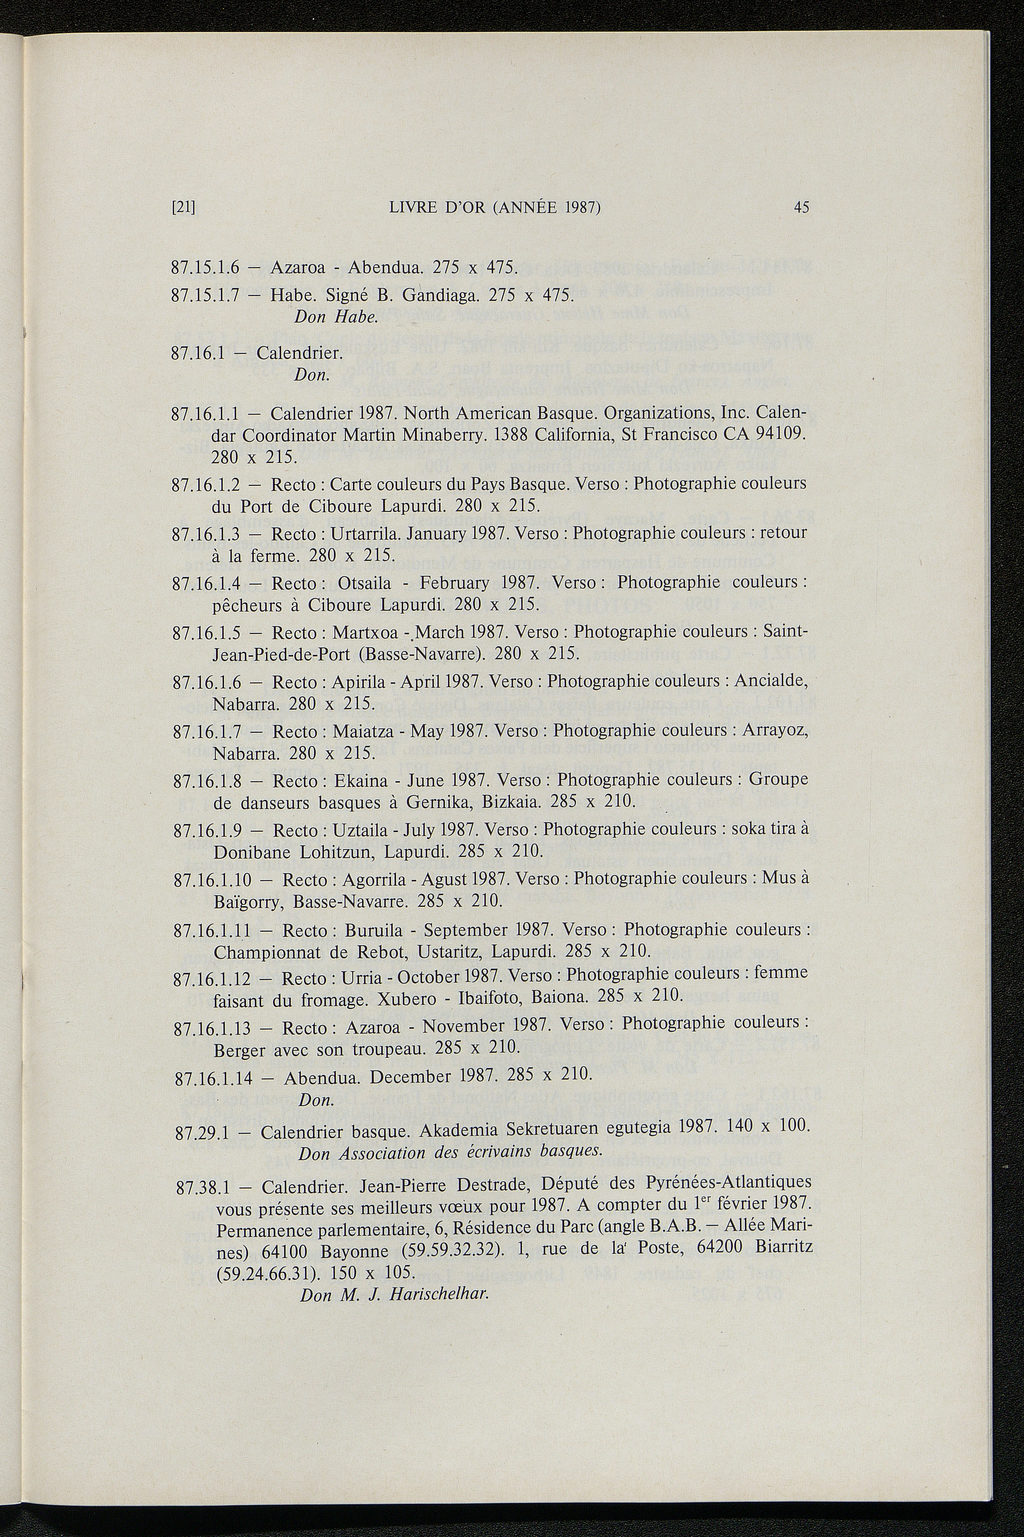 [21] LIVRE D'OR (ANNÉE 1987) 45
87.15.1.6 — Azaroa - Abendua. 275 x 475.
87.15.1.7 — Habe. Signé B. Gandiaga. 275 x 475.
Don Habe.
87.16.1 — Calendrier.
Don.
87.16.1.1 — Calendrier 1987. North American Basque. Organizations, Inc. Calen-
dar Coordinator Martin Minaberry. 1388 California, St Francisco CA 94109.
280 x 215.
87.16.1.2 — Recto : Carte couleurs du Pays Basque. Verso : Photographie couleurs
du Port de Ciboure Lapurdi. 280 x 215.
87.16.1.3 — Recto : Urtarrila. January 1987. Verso : Photographie couleurs : retour
à la ferme. 280 x 215.
87.16.1.4 — Recto : Otsaila - February 1987. Verso : Photographie couleurs :
pêcheurs à Ciboure Lapurdi. 280 x 215.
87.16.1.5 — Recto : Martxoa - March 1987. Verso : Photographie couleurs : Saint-
Jean-Pied-de-Port (Basse-Navarre). 280 x 215.
87.16.1.6 — Recto : Apirila - April 1987. Verso : Photographie couleurs : Ancialde,
Nabarra. 280 x 215.
87.16.1.7 — Recto : Maiatza - May 1987. Verso : Photographie couleurs : Arrayoz,
Nabarra. 280 x 215.
87.16.1.8 — Recto : Ekaina - June 1987. Verso : Photographie couleurs : Groupe
de danseurs basques à Gernika, Bizkaia. 285 x 210.
87.16.1.9 — Recto : Uztaila - July 1987. Verso : Photographie couleurs : soka tira à
Donibane Lohitzun, Lapurdi. 285 x 210.
87.16.1.10 — Recto : Agorrila - Agust 1987. Verso : Photographie couleurs : Mus à
Baïgorry, Basse-Navarre. 285 x 210.
87.16.1.11 — Recto : Buruila - September 1987. Verso : Photographie couleurs :
Championnat de Rebot, Ustaritz, Lapurdi. 285 x 210.
87.16.1.12 — Recto : Urria - October 1987. Verso : Photographie couleurs : femme
faisant du fromage. Xubero - Ibaifoto, Baiona. 285 x 210.
87.16.1.13 — Recto : Azaroa - November 1987. Verso : Photographie couleurs :
Berger avec son troupeau. 285 x 210.
87.16.1.14 — Abendua. December 1987. 285 x 210.
Don.
87.29.1 — Calendrier basque. Akademia Sekretuaren egutegia 1987. 140 x 100.
Don Association des écrivains basques.
87.38.1 — Calendrier. Jean-Pierre Destrade, Député des Pyrénées-Atlantiques
vous présente ses meilleurs vœux pour 1987. A compter du 1er février 1987.
Permanence parlementaire, 6, Résidence du Parc (angle B.A.B. — Allée Mari-
nes) 64100 Bayonne (59.59.32.32). 1, rue de la Poste, 64200 Biarritz
(59.24.66.31). 150 x 105.
Don M. J. Harischelhar.